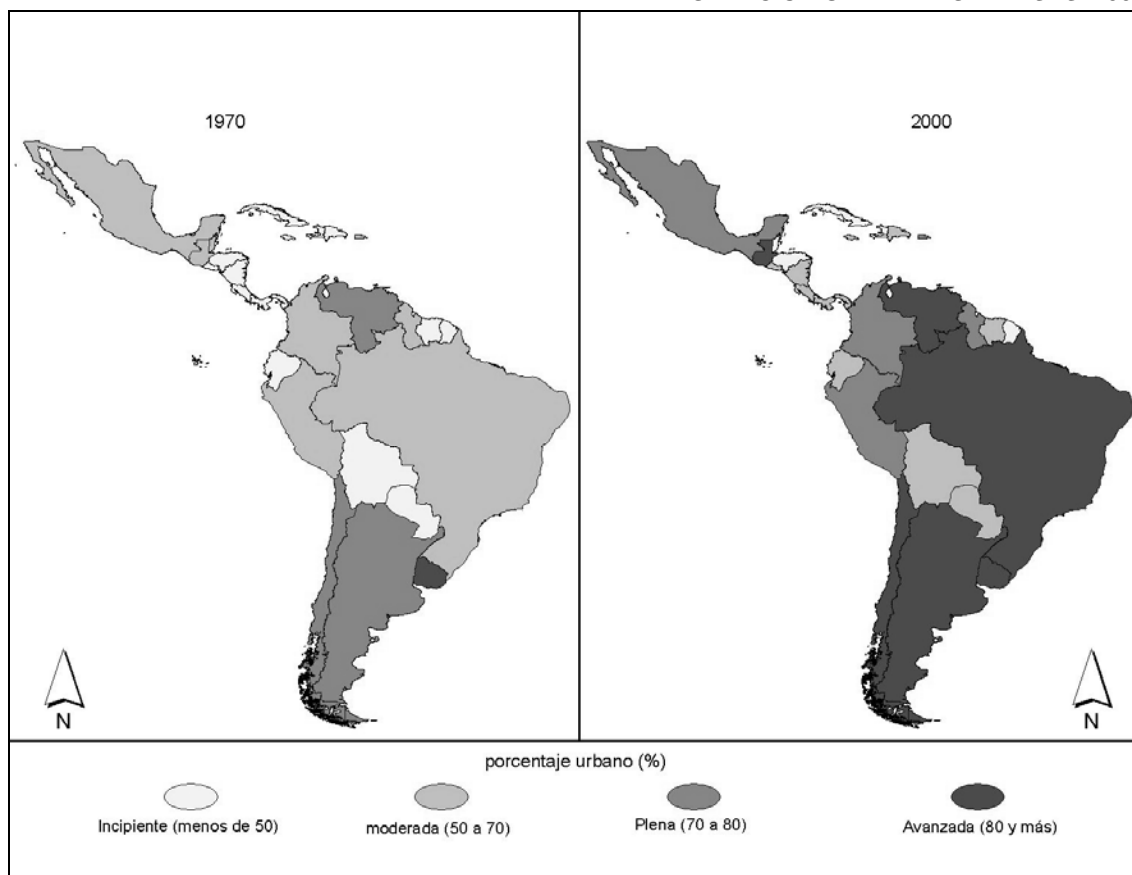 1970
2000
N
N
porcentaje urbano (%)
Incipiente (menos de 50)
moderada (50 a 70)
Plena (70 a 80)
Avanzada (80 y más)